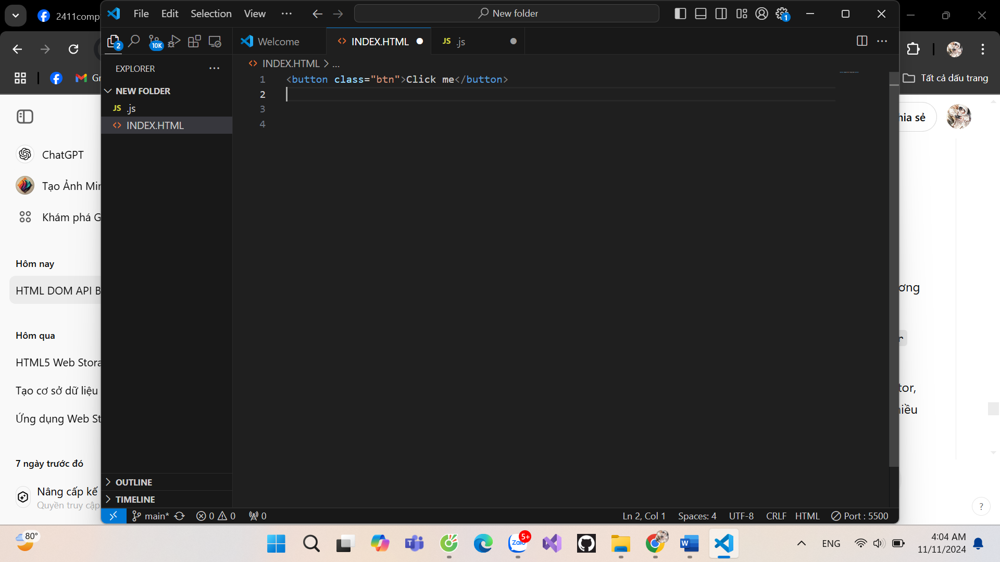 2411comp
File Edit Selection View ... New folder 1
2 10K Welcome INDEX.HTML JS .js
EXPLORER
INDEX.HTML > ...
NEW FOLDER
JS .js
INDEX.HTML
1 <button class="btn">Click me</button>
2
3
4
Tất cả dấu trang
ChatGPT
Khám phá G
Hôm nay
HTML DOM API B
Hôm qua
HTML5 Web Stora
Tạo cơ sở dữ liệu
Ứng dụng Web St
7 ngày trước đó
Nâng cấp kế
Quyền truy cập
Tạo Ảnh
hia sẻ
ơng
tor,
OUTLINE
TIMELINE
main* 0 0 0 Ln 2, Col 1 Spaces: 4 UTF-8 CRLF HTML Port : 5500
?
80° Zalo 5+ ENG 4:04 AM
11/11/2024